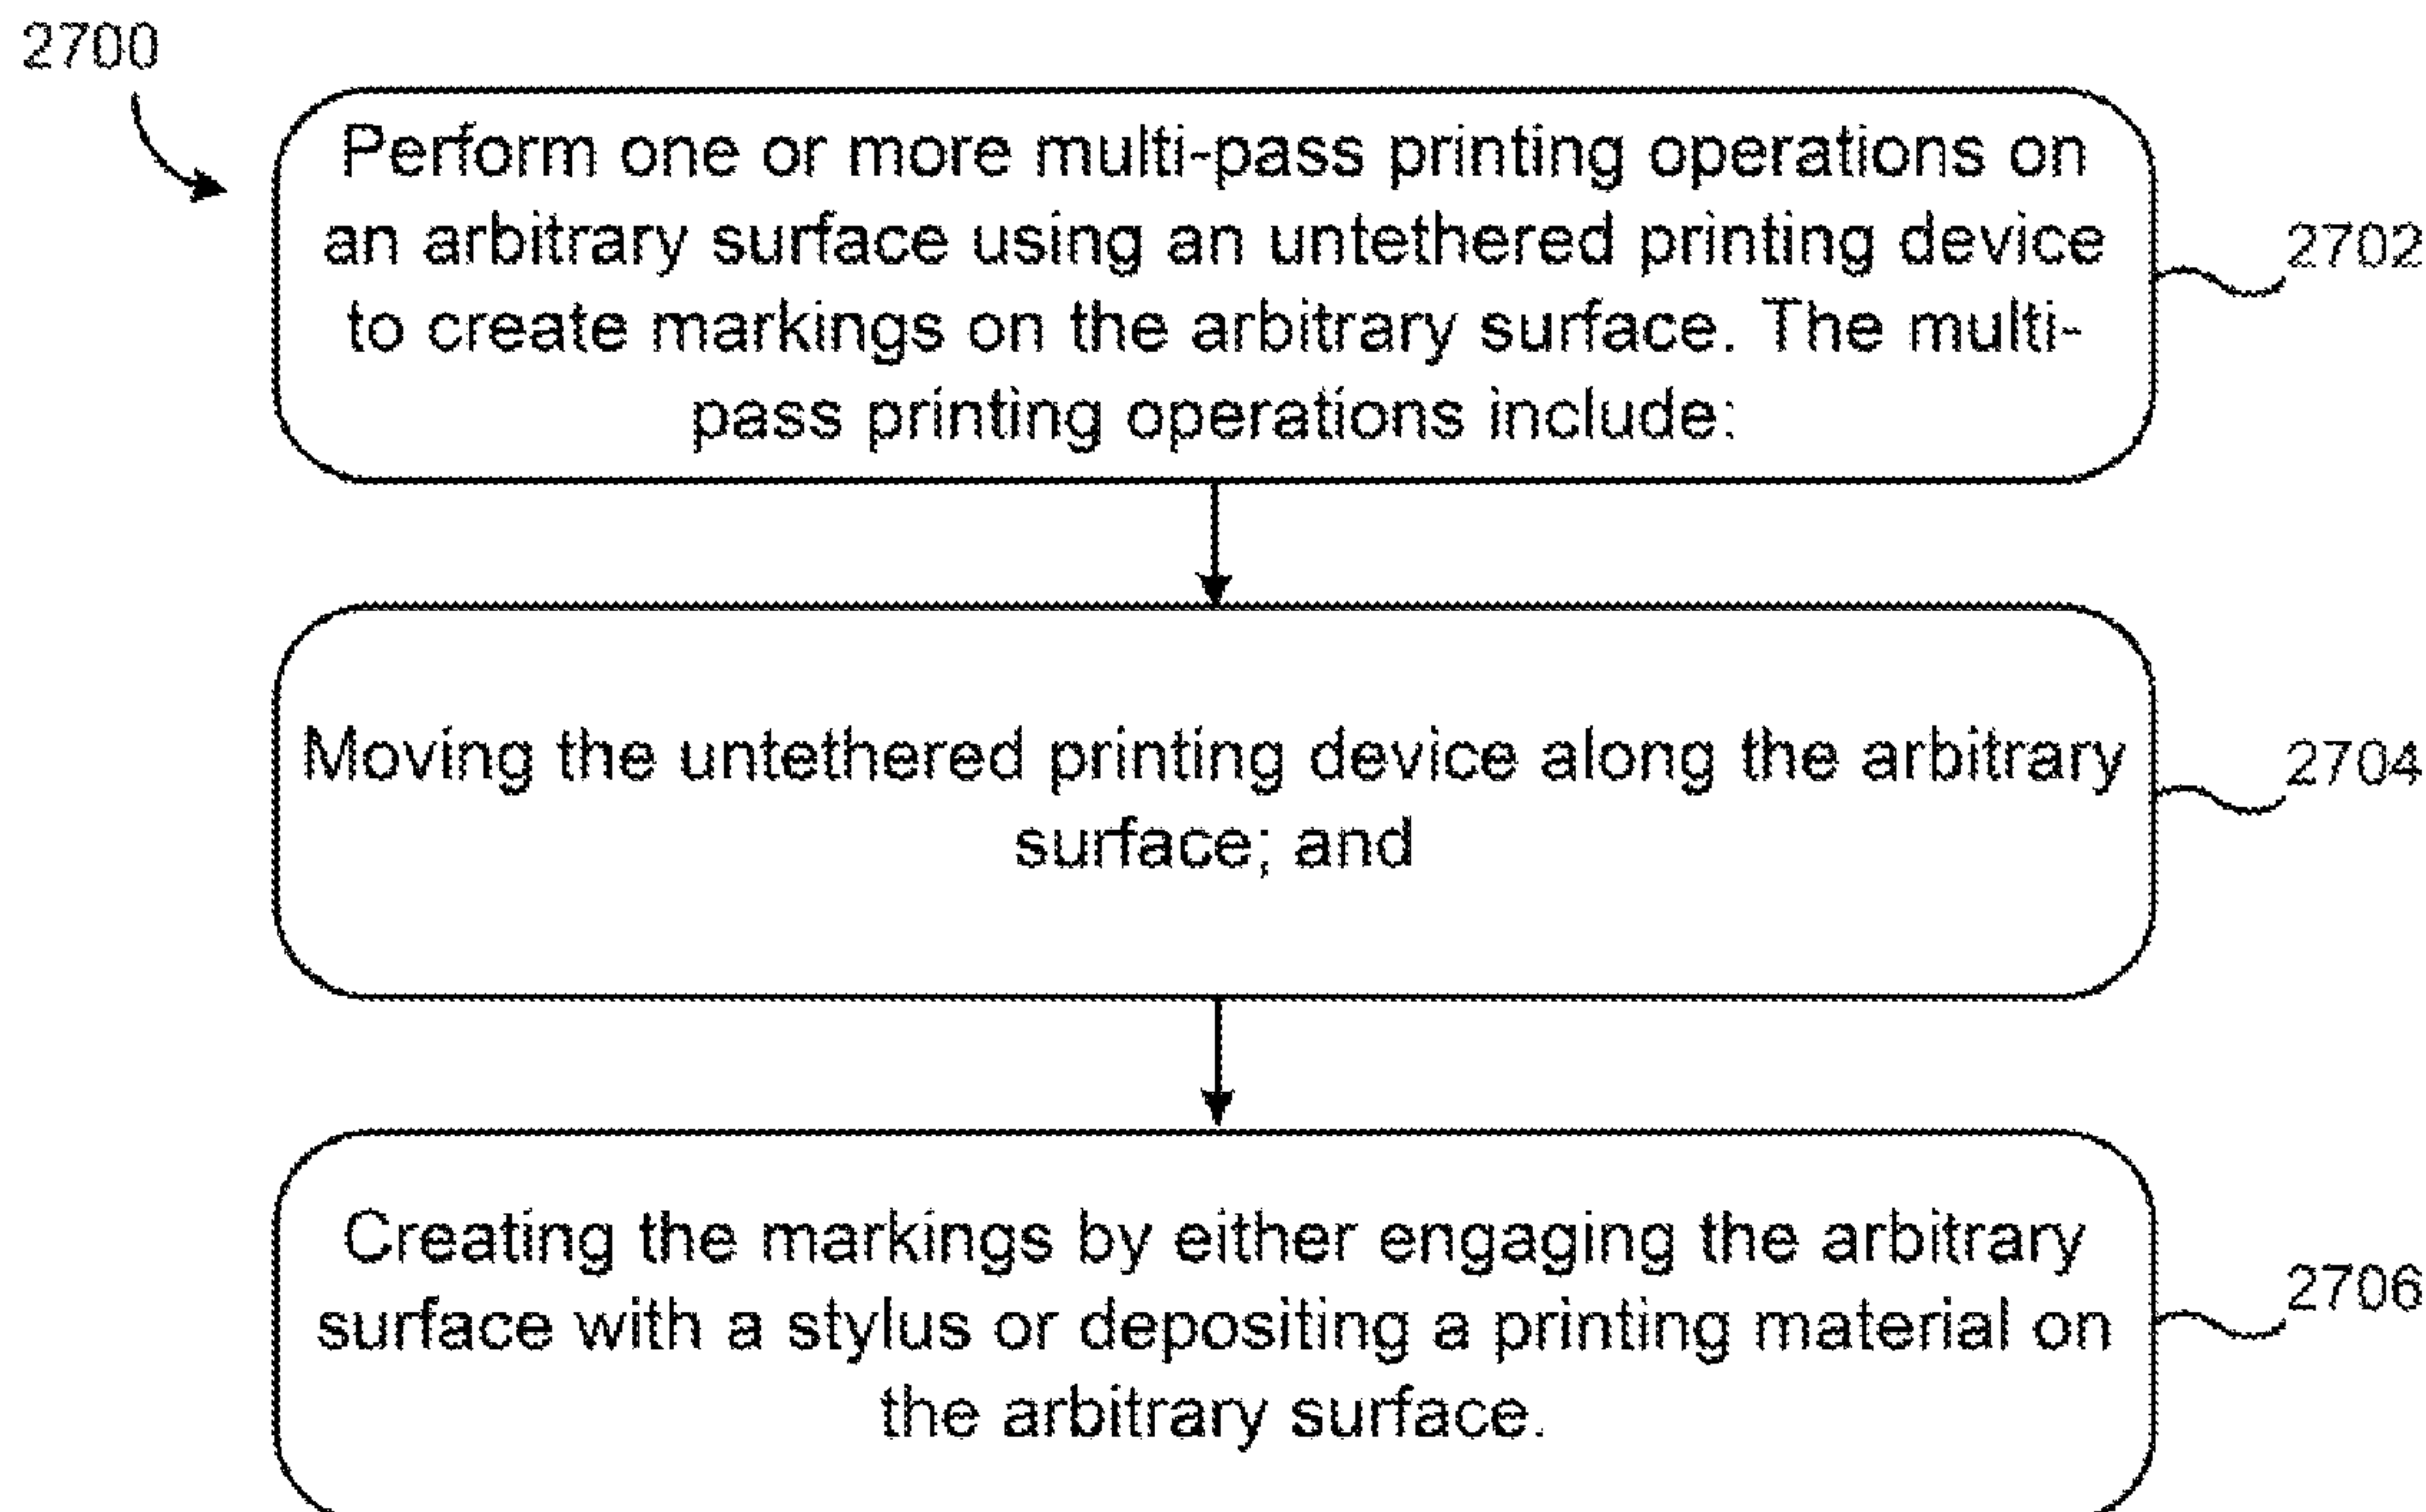 2700
Perform one or more multi-pass printing operations on
an arbitrary surface using an untethered printing device
to create markings on the arbitrary surface. The multi-
pass printing operations include:
2702
Moving the untethered printing device along the arbitrary
surface; and
2704
Creating the markings by either engaging the arbitrary
surface with a stylus or depositing a printing material on
the arbitrary surface.
2706